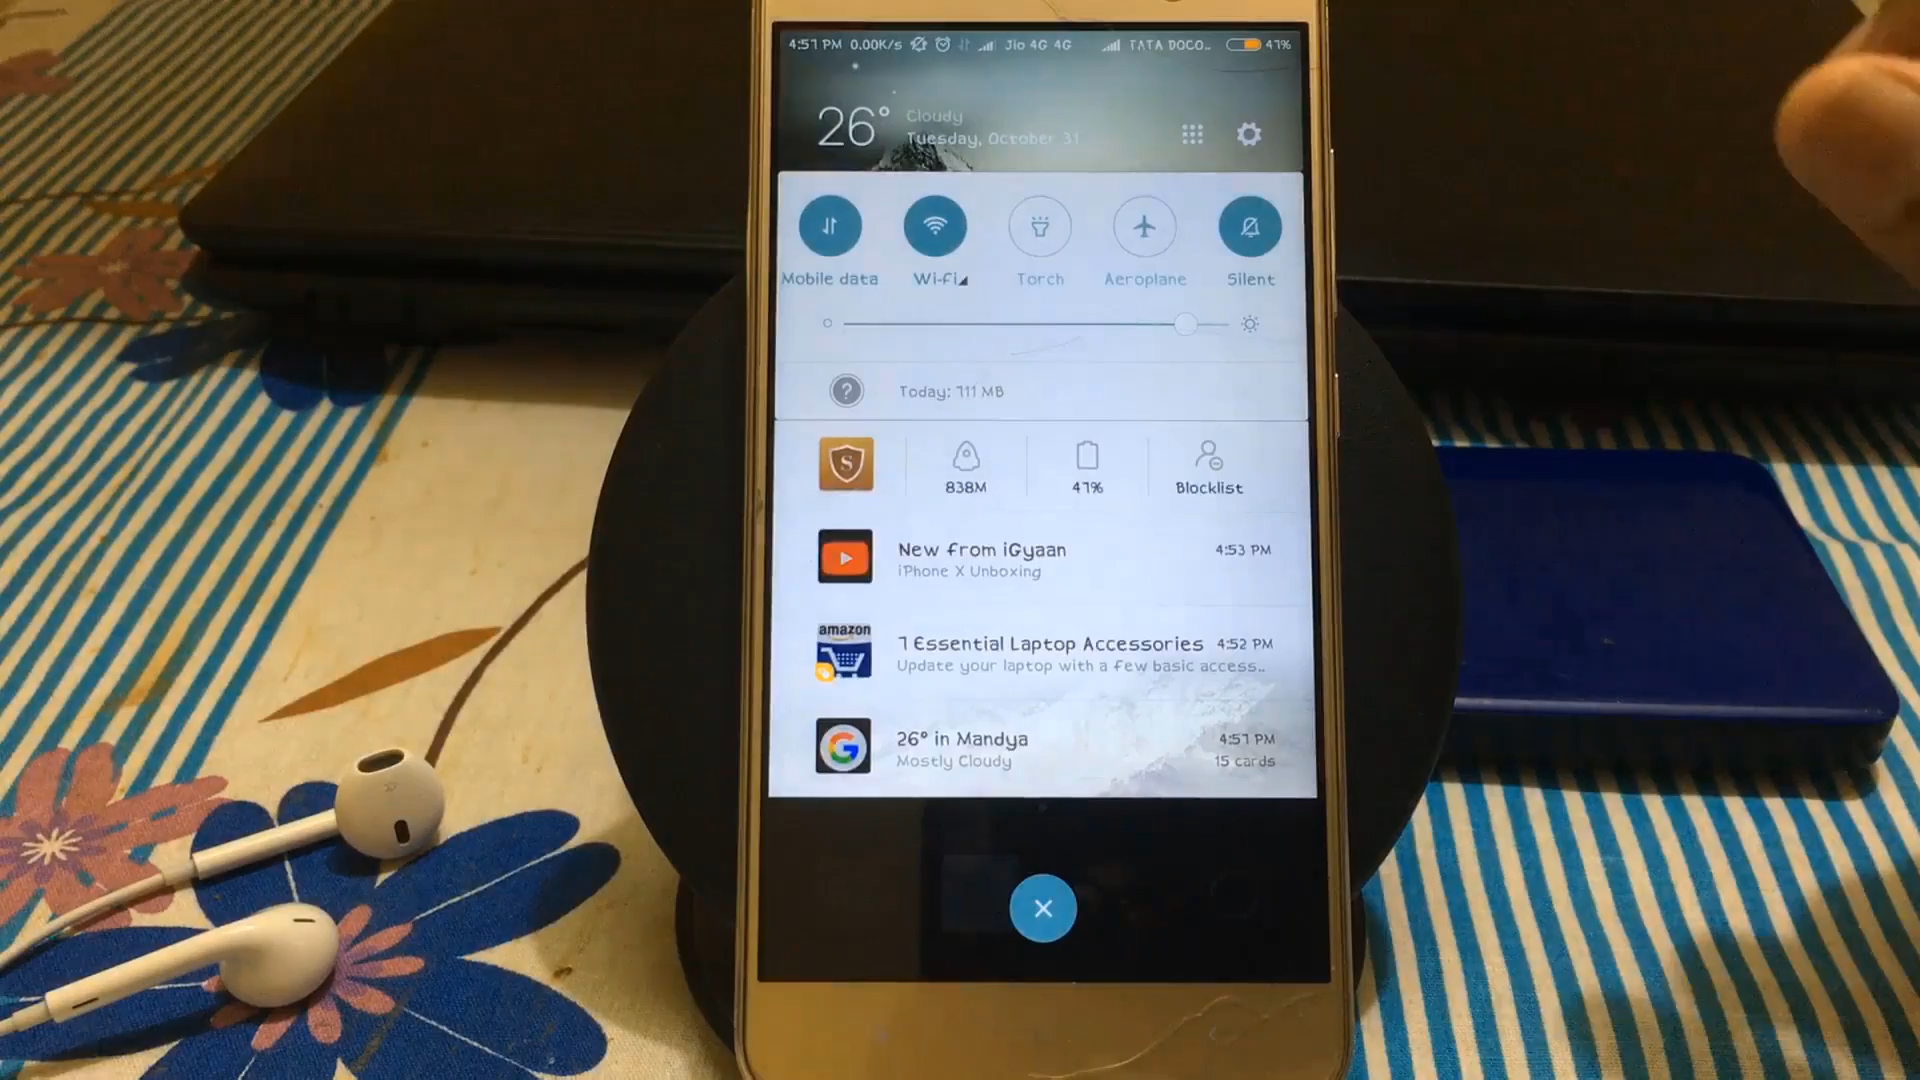 4:57 PM 0.00K/s Jio 4G 4G TATA DOCO... 47%
26° Cloudy
Tuesday, October 31
Mobile data Wi-Fi Torch Aeroplane Silent
? Today: 711 MB
S 838M 47% Blocklist
New from iGyaan 4:53 PM
iPhone X Unboxing
amazon 7 Essential Laptop Accessories 4:52 PM
Update your laptop with a few basic access..
G 26° in Mandya 4:57 PM
Mostly Cloudy 15 cards